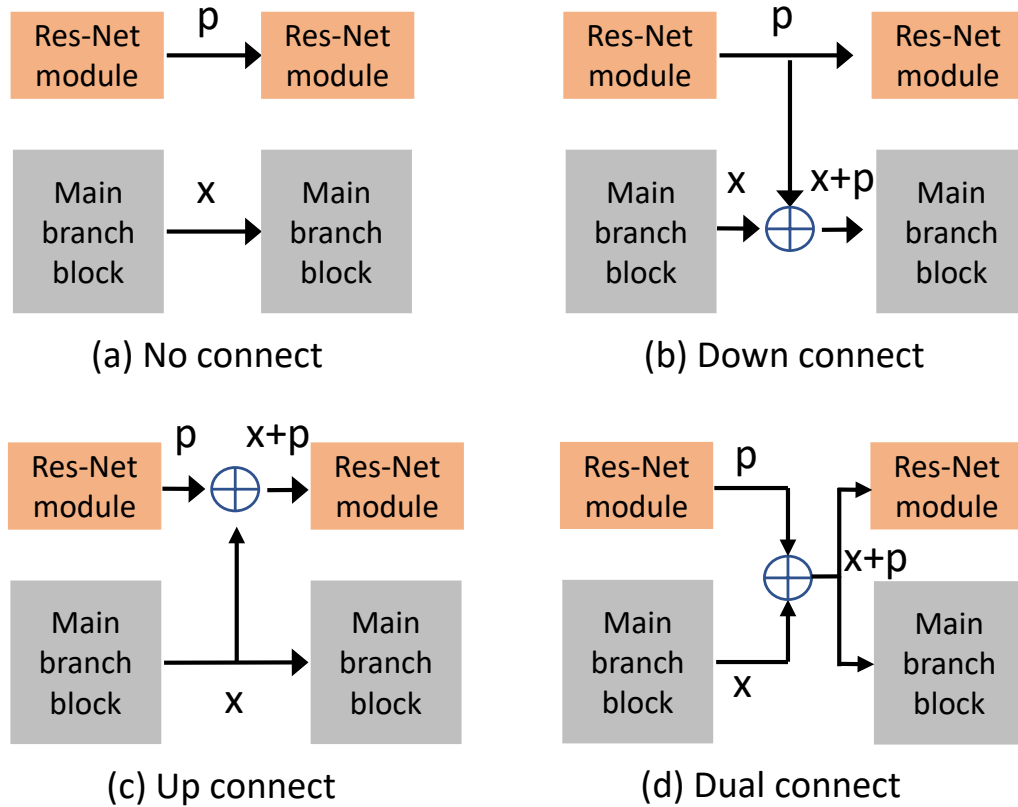 Res-Net
module
p
Res-Net
module
Main
branch
block
x
Main
branch
block
(a) No connect
Res-Net
module
p
Res-Net
module
Main
branch
block
x
x+p
Main
branch
block
(b) Down connect
Res-Net
module
p
x+p
Res-Net
module
Main
branch
block
x
Main
branch
block
(c) Up connect
Res-Net
module
p
Res-Net
module
x+p
Main
branch
block
x
Main
branch
block
(d) Dual connect